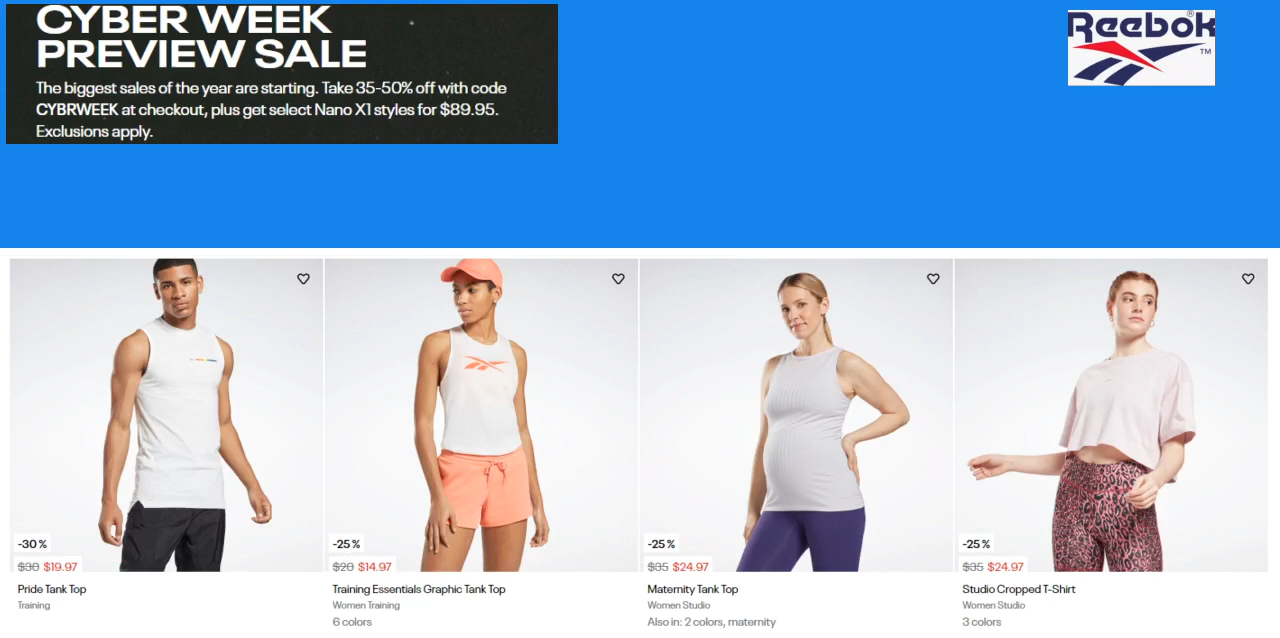 CYBER WEEK
PREVIEW SALE
The biggest sales of the year are starting. Take 35-50% off with code
CYBRWEEK at checkout, plus get select Nano X1 styles for $89.95.
Exclusions apply.
Reebok®
™
-30 %
$30 $19.97
Pride Tank Top
Training
-25 %
$20 $14.97
Training Essentials Graphic Tank Top
Women Training
6 colors
-25 %
$35 $24.97
Maternity Tank Top
Women Studio
Also in: 2 colors, maternity
-25 %
$35 $24.97
Studio Cropped T-Shirt
Women Studio
3 colors